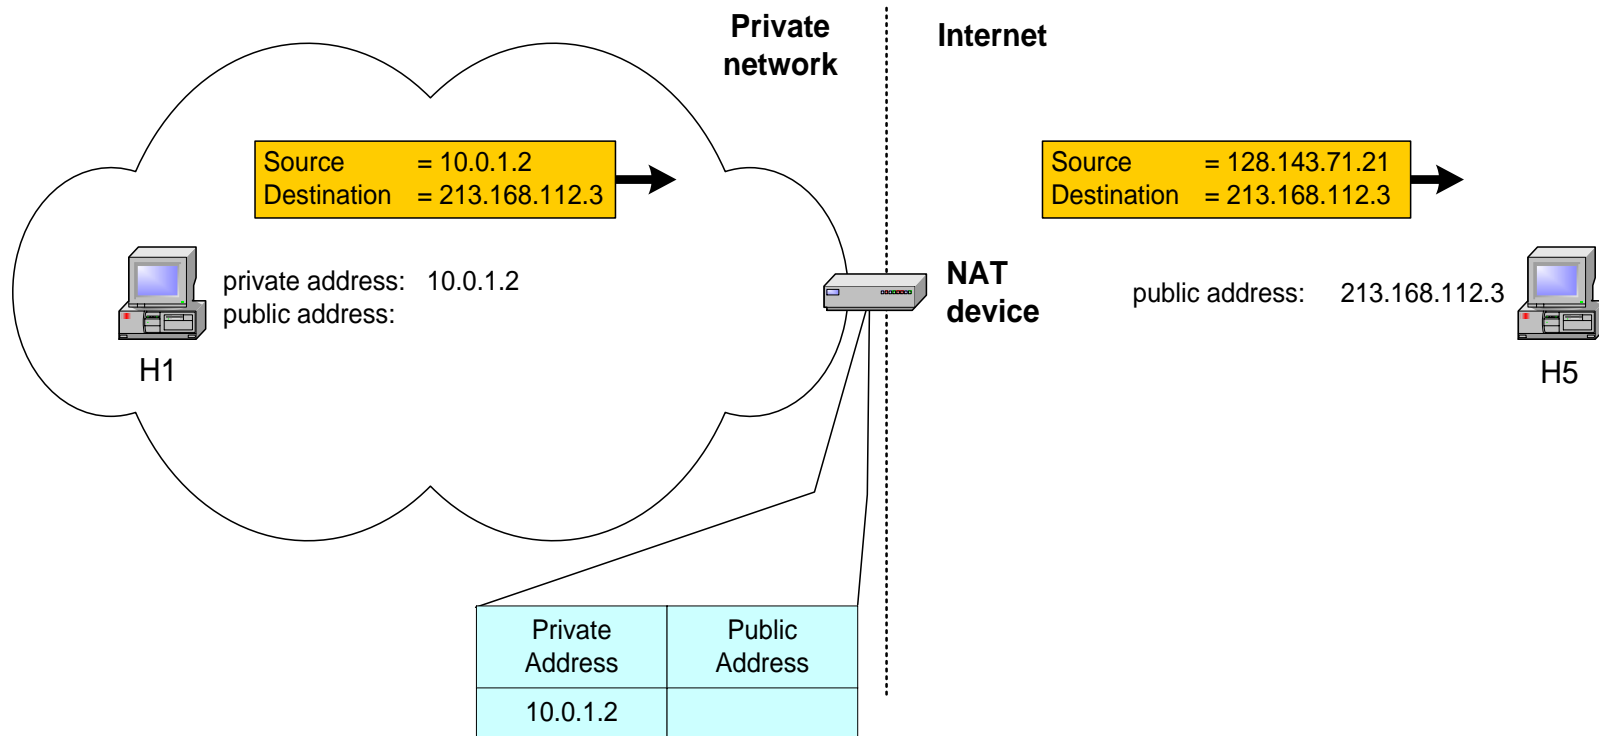 Private
network
Internet
Source = 10.0.1.2
Destination = 213.168.112.3
Source = 128.143.71.21
Destination = 213.168.112.3
private address: 10.0.1.2
public address:
H1
NAT
device
public address: 213.168.112.3
H5
Private Address
Public Address
10.0.1.2